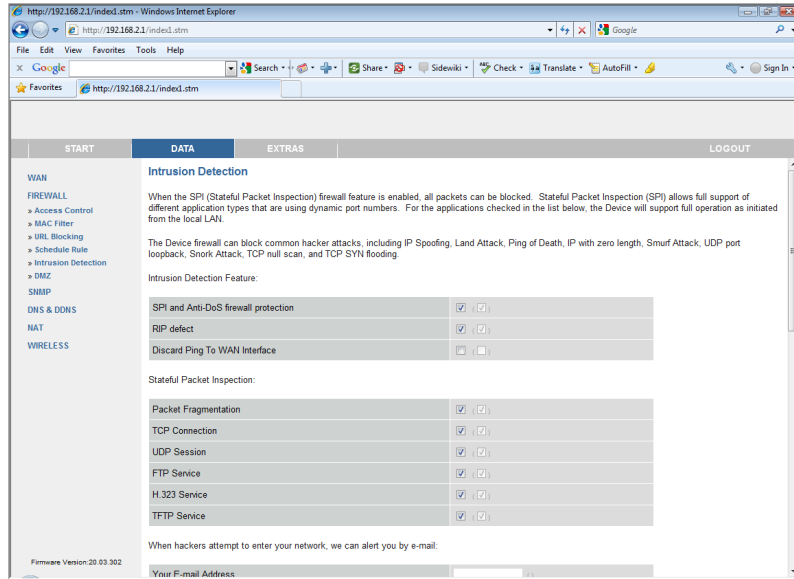 http://192.168.2.1/index1.stm - Windows Internet Explorer
http://192.168.2.1/index1.stm
Google
File Edit View Favorites Tools Help
x Google Search Share Sidewiki Check Translate AutoFill Sign In
Favorites http://192.168.2.1/index1.stm
START DATA EXTRAS LOGOUT
WAN
FIREWALL
» Access Control
» MAC Filter
» URL Blocking
» Schedule Rule
» Intrusion Detection
» DMZ
SNMP
DNS & DDNS
NAT
WIRELESS
Firmware Version:20.03.302
Intrusion Detection
When the SPI (Stateful Packet Inspection) firewall feature is enabled, all packets can be blocked. Stateful Packet Inspection (SPI) allows full support of
different application types that are using dynamic port numbers. For the applications checked in the list below, the Device will support full operation as initiated
from the local LAN.
The Device firewall can block common hacker attacks, including IP Spoofing, Land Attack, Ping of Death, IP with zero length, Smurf Attack, UDP port
loopback, Snork Attack, TCP null scan, and TCP SYN flooding.
Intrusion Detection Feature:
SPI and Anti-DoS firewall protection
RIP defect
Discard Ping To WAN Interface
Stateful Packet Inspection:
Packet Fragmentation
TCP Connection
UDP Session
FTP Service
H.323 Service
TFTP Service
When hackers attempt to enter your network, we can alert you by e-mail:
Your E-mail Address